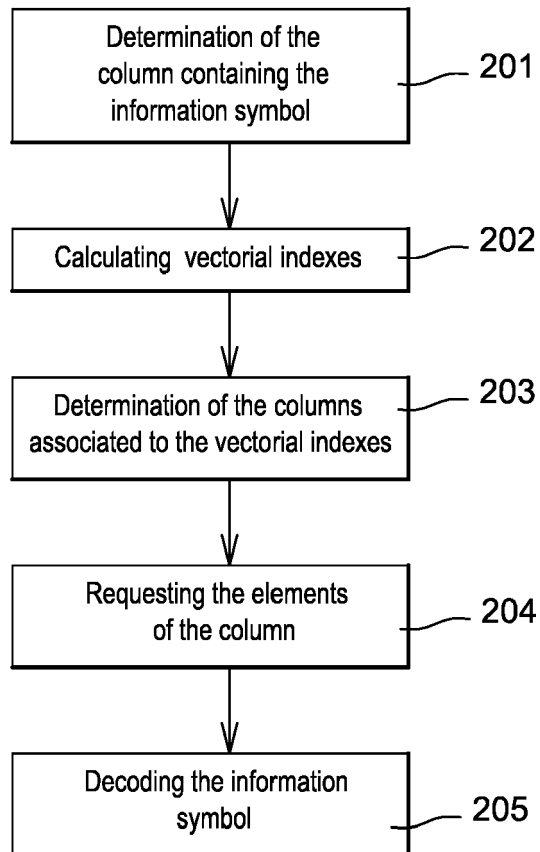 Determination of the
column containing the
information symbol
201
Calculating vectorial indexes
202
Determination of the columns
associated to the vectorial indexes
203
Requesting the elements
of the column
204
Decoding the information
symbol
205